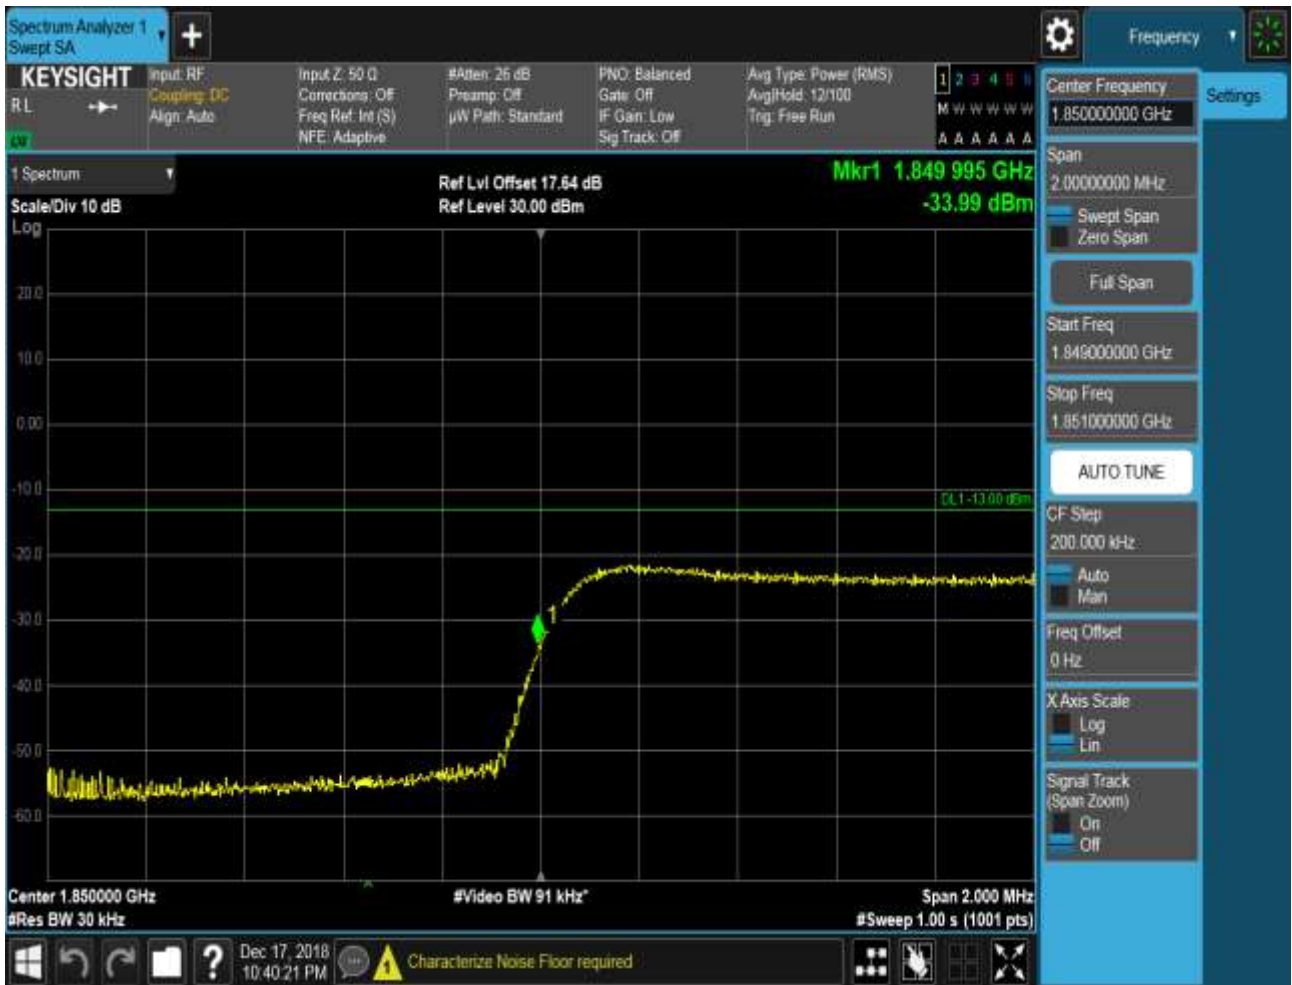 Spectrum Analyzer 1
Swept SA
Frequency
KEYSIGHT
RL
Input: RF
Coupling: DC
Align: Auto
Input Z: 50 Ω
Corrections: Off
Freq Ref: Int (S)
NFE: Adaptive
#Atten: 26 dB
Preamp: Off
µW Path: Standard
PNO: Balanced
Gate: Off
IF Gain: Low
Sig Track: Off
Avg Type: Power (RMS)
Avg|Hold: 12/100
Trig: Free Run
1 2 3 4 5 6
M W W W W W
A A A A A A
1 Spectrum
Scale/Div 10 dB
Log
Ref Lvl Offset 17.64 dB
Ref Level 30.00 dBm
Mkr1 1.849 995 GHz
-33.99 dBm
20.0
10.0
0.00
-10.0
DL1 -13.00 dBm
-20.0
-30.0
1
-40.0
-50.0
-60.0
Center 1.850000 GHz
#Res BW 30 kHz
#Video BW 91 kHz*
Span 2.000 MHz
#Sweep 1.00 s (1001 pts)
Center Frequency
1.850000000 GHz
Settings
Span
2.00000000 MHz
Swept Span
Zero Span
Full Span
Start Freq
1.849000000 GHz
Stop Freq
1.851000000 GHz
AUTO TUNE
CF Step
200.000 kHz
Auto
Man
Freq Offset
0 Hz
X Axis Scale
Log
Lin
Signal Track
(Span Zoom)
On
Off
?
Dec 17, 2018
10:40:21 PM
1
Characterize Noise Floor required